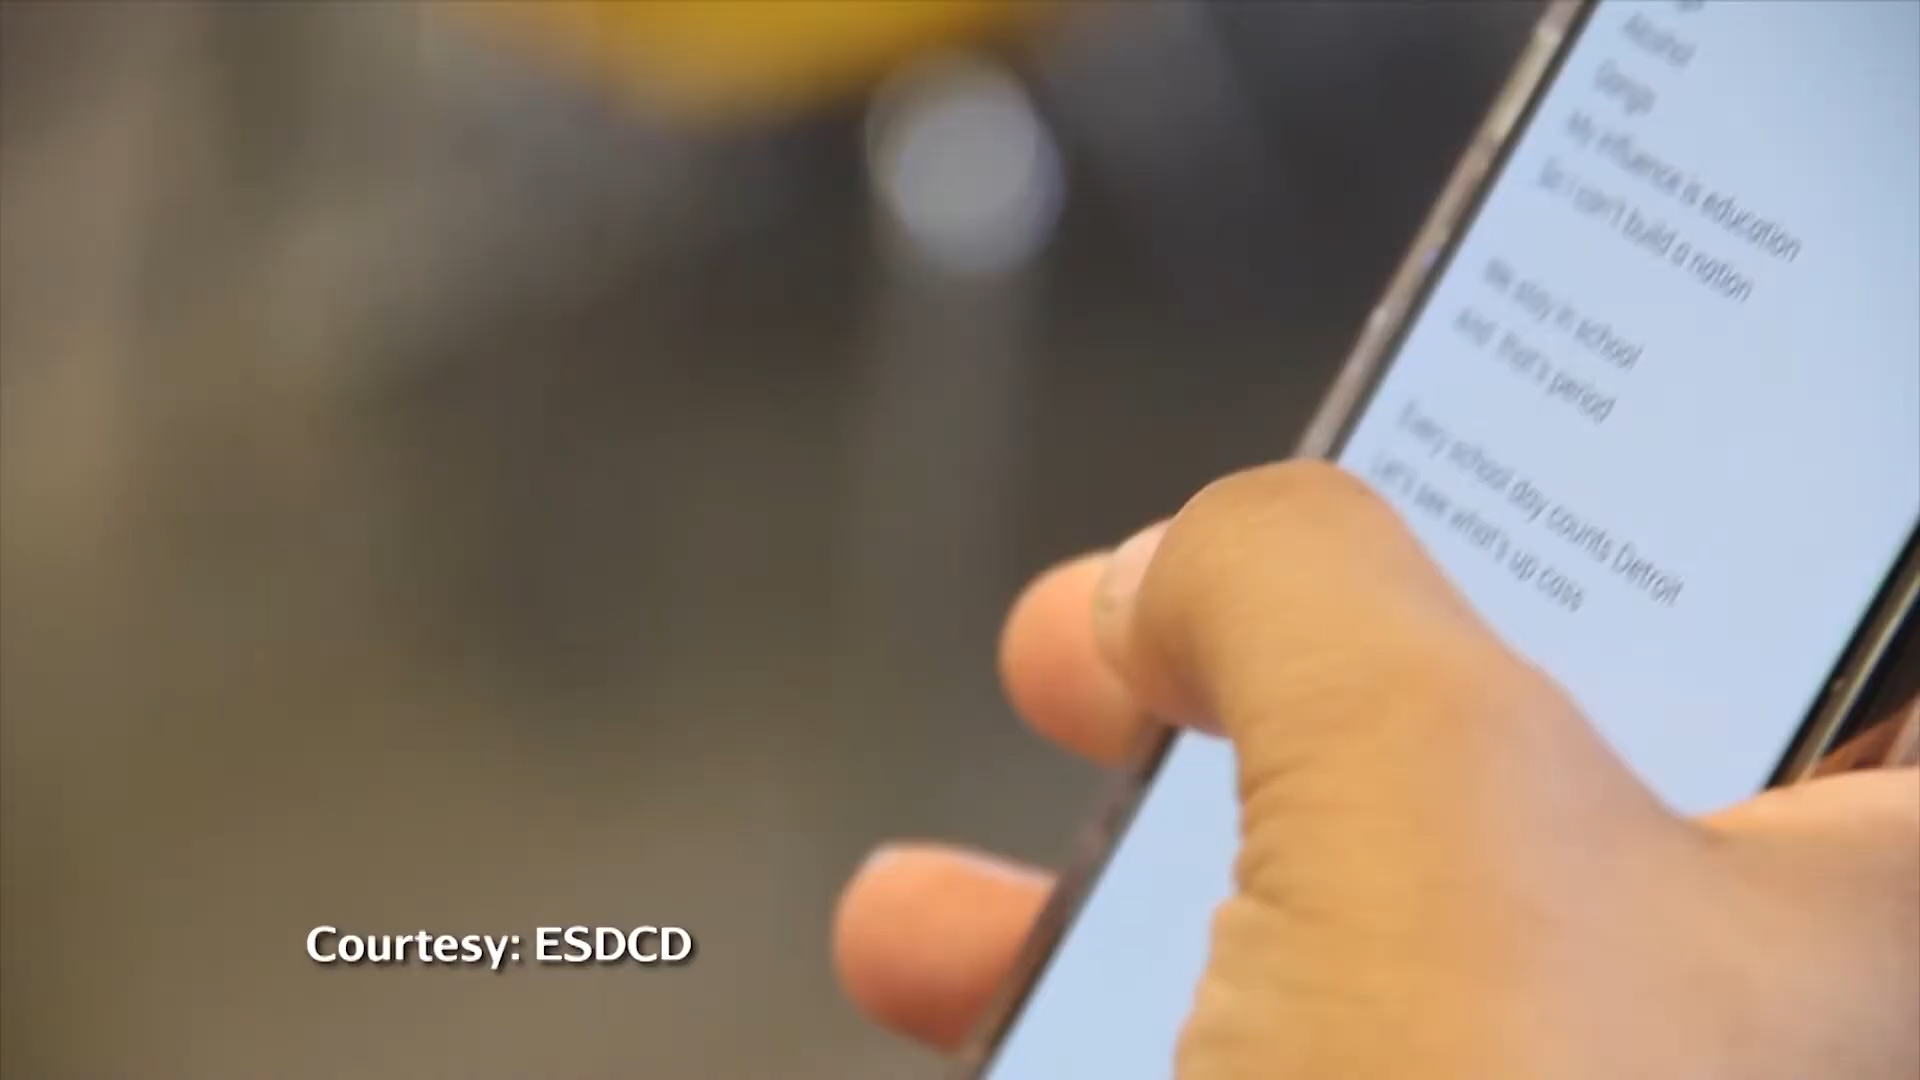 Alcohol
Gangs
My influence is education
So I can't build a nation
We stay in school
And that's period
Every school day counts Detroit
Let's see what's up cass
Courtesy: ESDCD